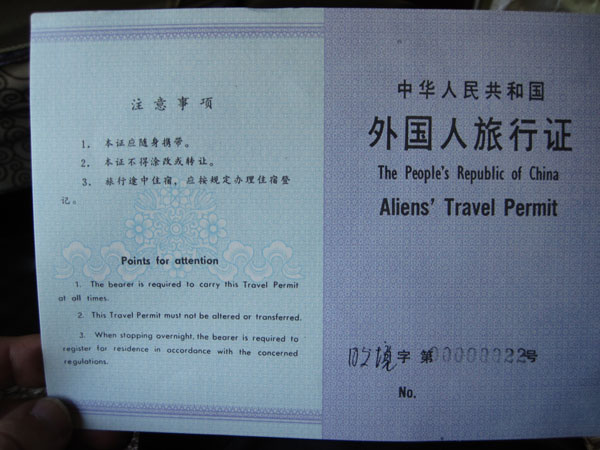 注意事项
1. 本证应随身携带。
2. 本证不得涂改或转让。
3. 旅行途中住宿，应按规定办理住宿登
记。
Points for attention
1. The bearer is required to carry this Travel Permit
at all times.
2. This Travel Permit must not be altered or transferred.
3. When stopping overnight, the bearer is required to
register for residence in accordance with the concerned
regulations.
中华人民共和国
外国人旅行证
The People's Republic of China
Aliens' Travel Permit
字 第00000022号
No.